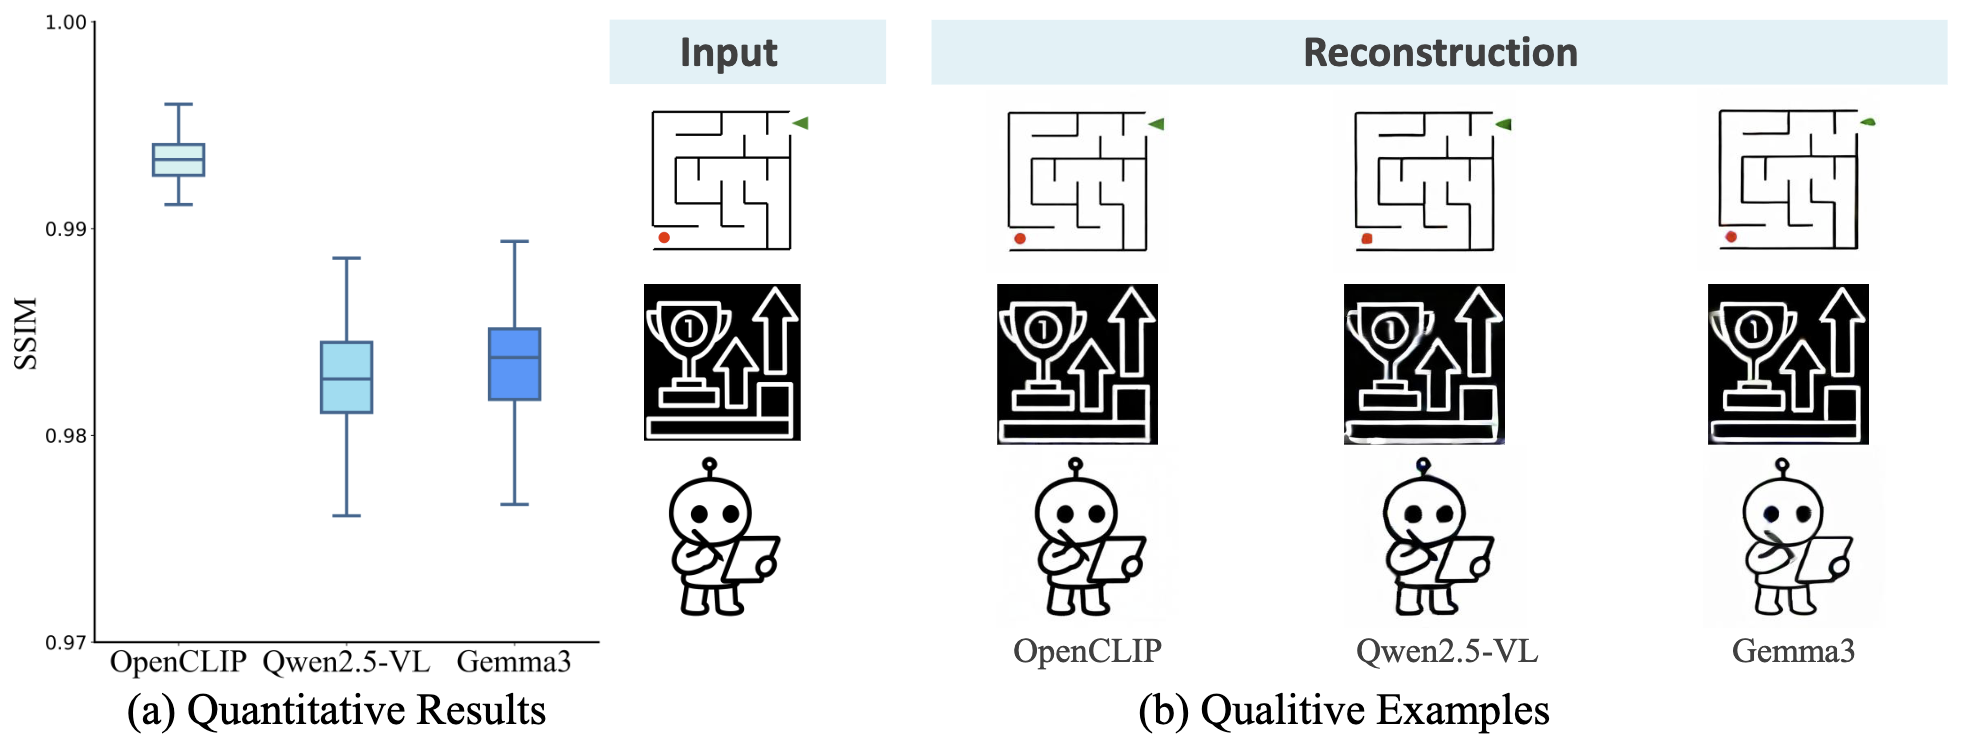 1.00
0.99
0.98
0.97
SSIM
OpenCLIP
Qwen2.5-VL
Gemma3
(a) Quantitative Results
Input
Reconstruction
1
1
1
1
OpenCLIP
Qwen2.5-VL
Gemma3
(b) Qualitive Examples